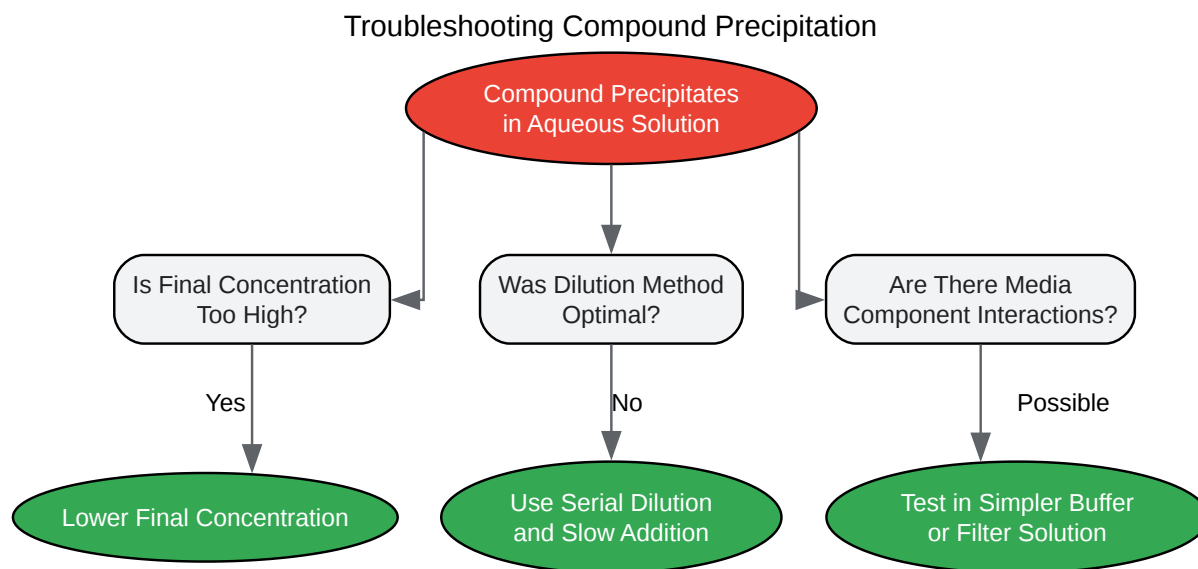 Troubleshooting Compound Precipitation
Compound Precipitates
in Aqueous Solution
Is Final Concentration
Too High?
Was Dilution Method
Optimal?
Are There Media
Component Interactions?
Yes
No
Possible
Lower Final Concentration
Use Serial Dilution
and Slow Addition
Test in Simpler Buffer
or Filter Solution